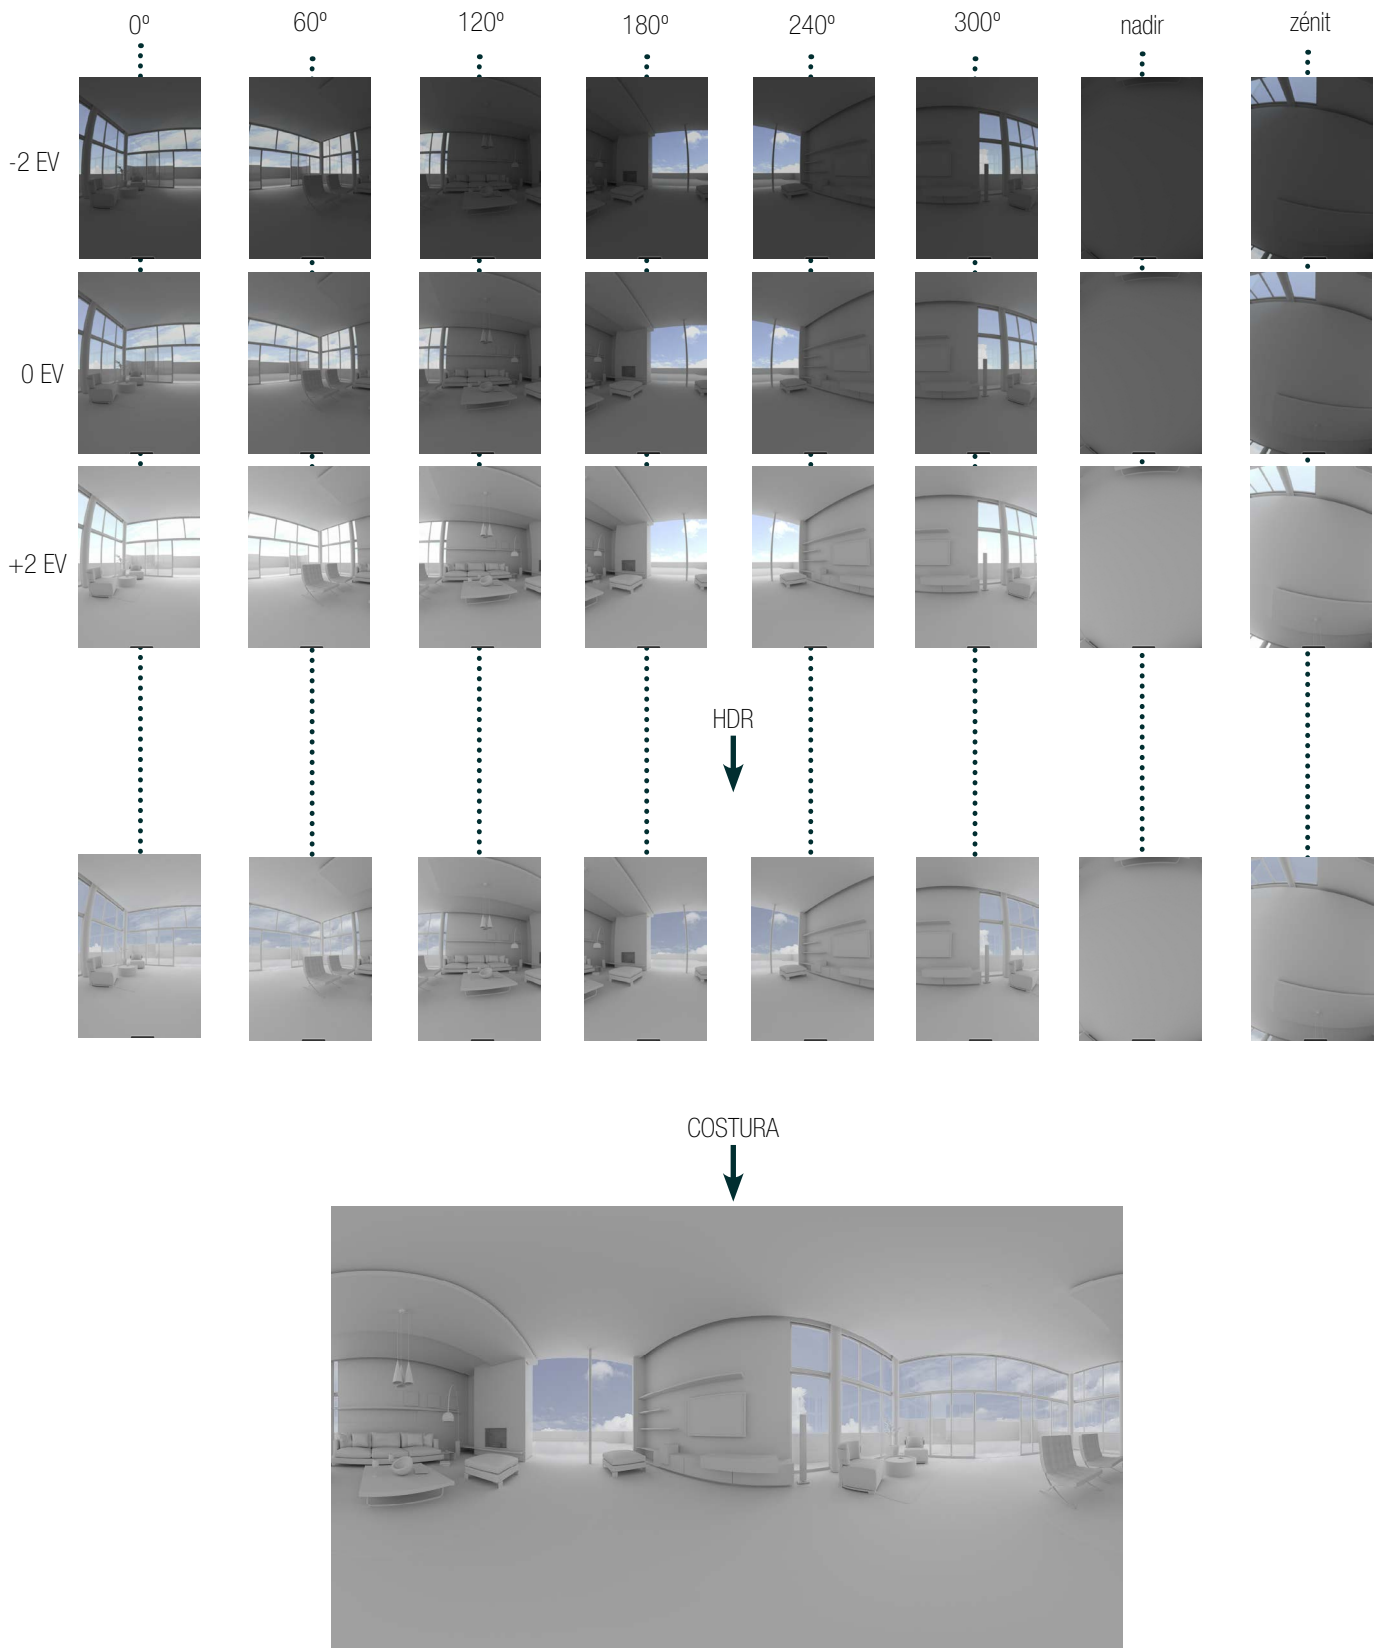 0º 60º 120º 180º 240º 300º nadir zénit
-2 EV
0 EV
+2 EV
HDR
COSTURA